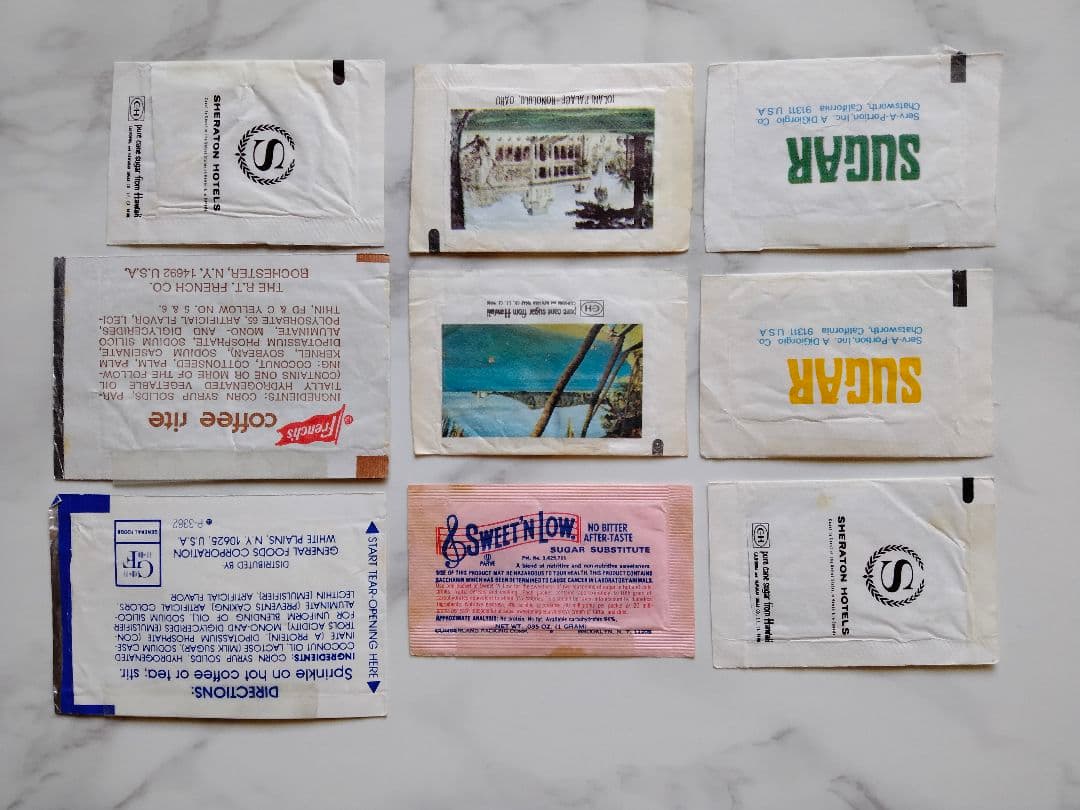 SHERATON HOTELS
S
C&H
pure cane sugar from Hawaii
IOLANI PALACE - HONOLULU, OAHU
SUGAR
Serv-A-Portion, Inc. A DiGiorgio Co.
Chatsworth, California 91311 U.S.A.
French's
coffee rite
INGREDIENTS: CORN SYRUP SOLIDS, PAR-
TIALLY HYDROGENATED VEGETABLE OIL
(CONTAINS ONE OR MORE OF THE FOLLOW-
ING: COCONUT, COTTONSEED, PALM, PALM
KERNEL, SOYBEAN), SODIUM CASEINATE,
DIPOTASSIUM PHOSPHATE, SODIUM SILICO
ALUMINATE, MONO- AND DIGLYCERIDES,
POLYSORBATE 65, ARTIFICIAL FLAVOR, LECI-
THIN, FD & C YELLOW NO. 5 & 6.
THE R.T. FRENCH CO.
ROCHESTER, N.Y. 14692 U.S.A.
C&H
pure cane sugar from Hawaii
SUGAR
Serv-A-Portion, Inc. A DiGiorgio Co.
Chatsworth, California 91311 U.S.A.
DIRECTIONS:
Sprinkle on hot coffee or tea; stir.
INGREDIENTS: CORN SYRUP SOLIDS, HYDROGENATED
COCONUT OIL, LACTOSE (MILK SUGAR), SODIUM CASE-
INATE (A PROTEIN), DIPOTASSIUM PHOSPHATE (CON-
TROLS ACIDITY), MONO-AND DIGLYCERIDES (EMULSIFIER
FOR UNIFORM BLENDING OF OIL), SODIUM SILICO-
ALUMINATE (PREVENTS CAKING), ARTIFICIAL COLORS,
LECITHIN (EMULSIFIER), ARTIFICIAL FLAVOR
DISTRIBUTED BY
GENERAL FOODS CORPORATION
WHITE PLAINS, N.Y. 10625 U.S.A.
GF
GENERAL FOODS
P-3362
START TEAR-OPENING HERE
SWEET'N LOW.
NO BITTER
AFTER-TASTE
SUGAR SUBSTITUTE
U
PARVE
A blend of nutritive and non-nutritive sweeteners
USE OF THIS PRODUCT MAY BE HAZARDOUS TO YOUR HEALTH. THIS PRODUCT CONTAINS
SACCHARIN WHICH HAS BEEN DETERMINED TO CAUSE CANCER IN LABORATORY ANIMALS.
APPROXIMATE ANALYSIS: No protein. No fat. Available carbohydrates
NET WT. .035 OZ. (1 GRAM)
CUMBERLAND PACKING CORP. BROOKLYN, N. Y. 11205
SHERATON HOTELS
S
C&H
pure cane sugar from Hawaii